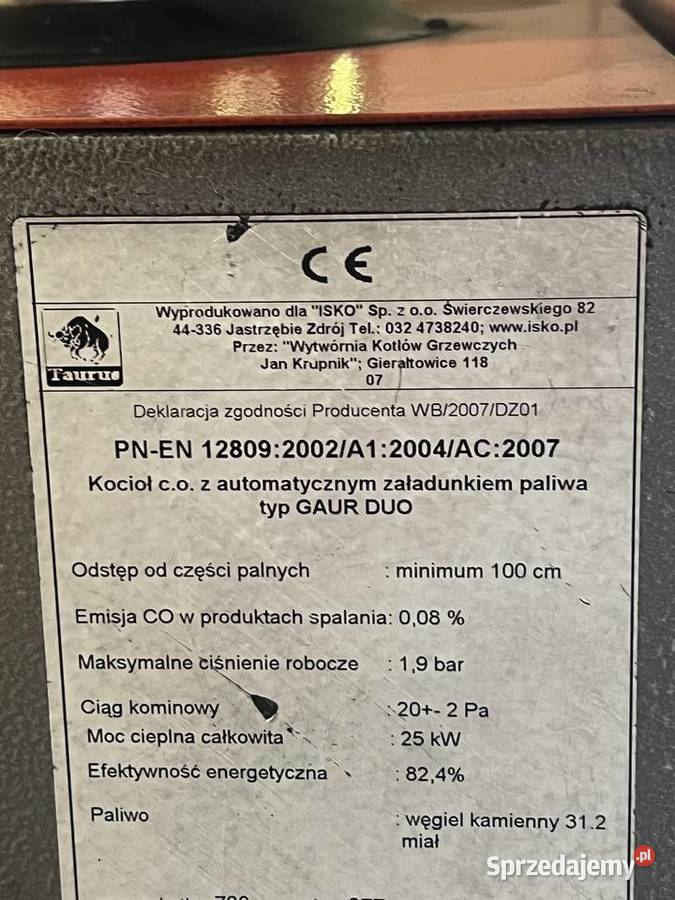 CE
Wyprodukowano dla "ISKO" Sp. z o.o. Świerczewskiego 82
44-336 Jastrzębie Zdrój Tel.: 032 4738240; www.isko.pl
Przez: "Wytwórnia Kotłów Grzewczych
Jan Krupnik"; Gierałtowice 118
07
Taurus
Deklaracja zgodności Producenta WB/2007/DZ01
PN-EN 12809:2002/A1:2004/AC:2007
Kocioł c.o. z automatycznym załadunkiem paliwa
typ GAUR DUO
Odstęp od części palnych : minimum 100 cm
Emisja CO w produktach spalania: 0,08 %
Maksymalne ciśnienie robocze : 1,9 bar
Ciąg kominowy : 20+- 2 Pa
Moc cieplna całkowita : 25 kW
Efektywność energetyczna : 82,4%
Paliwo : węgiel kamienny 31.2
miał
Sprzedajemy.pl